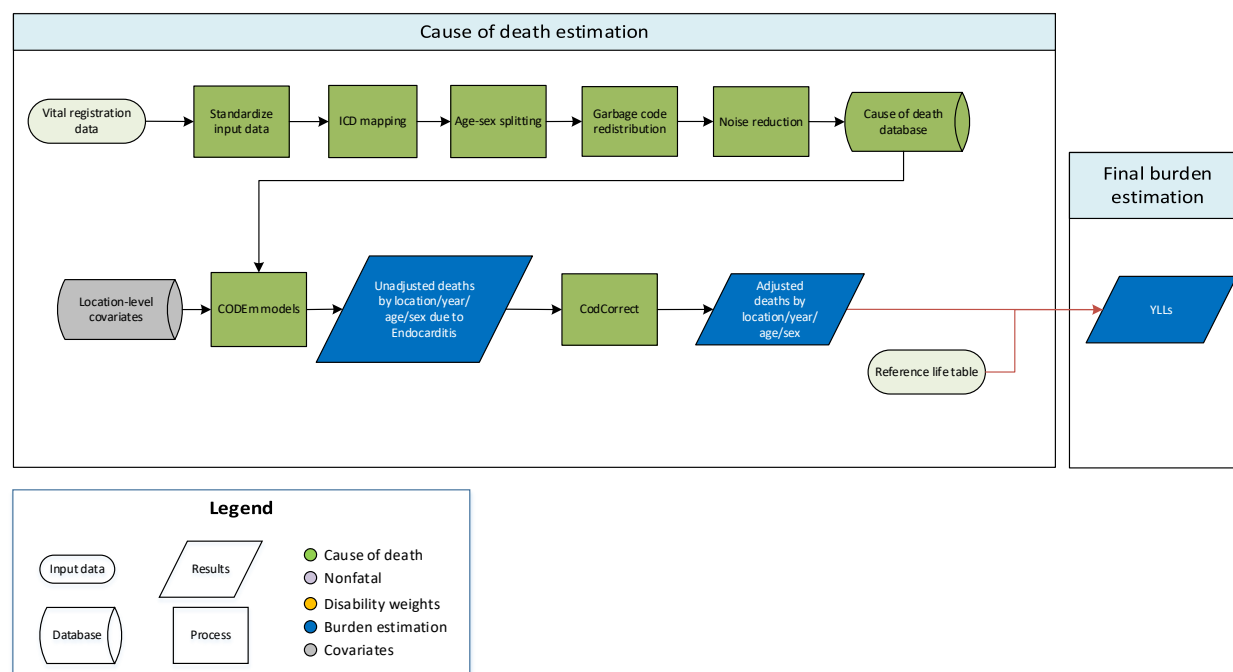 Cause of death estimation
Vital registration
data
Standardize
input data
ICD mapping
Age-sex splitting
Garbage code
redistribution
Noise reduction
Cause of death
database
Final burden
estimation
Location-level
covariates
CODEm models
Unadjusted deaths
by location/year/
age/sex due to
Endocarditis
CodCorrect
Adjusted
deaths by
location/year/
age/sex
YLLs
Reference life table
Legend
Input data
Results
Database
Process
Cause of death
Nonfatal
Disability weights
Burden estimation
Covariates